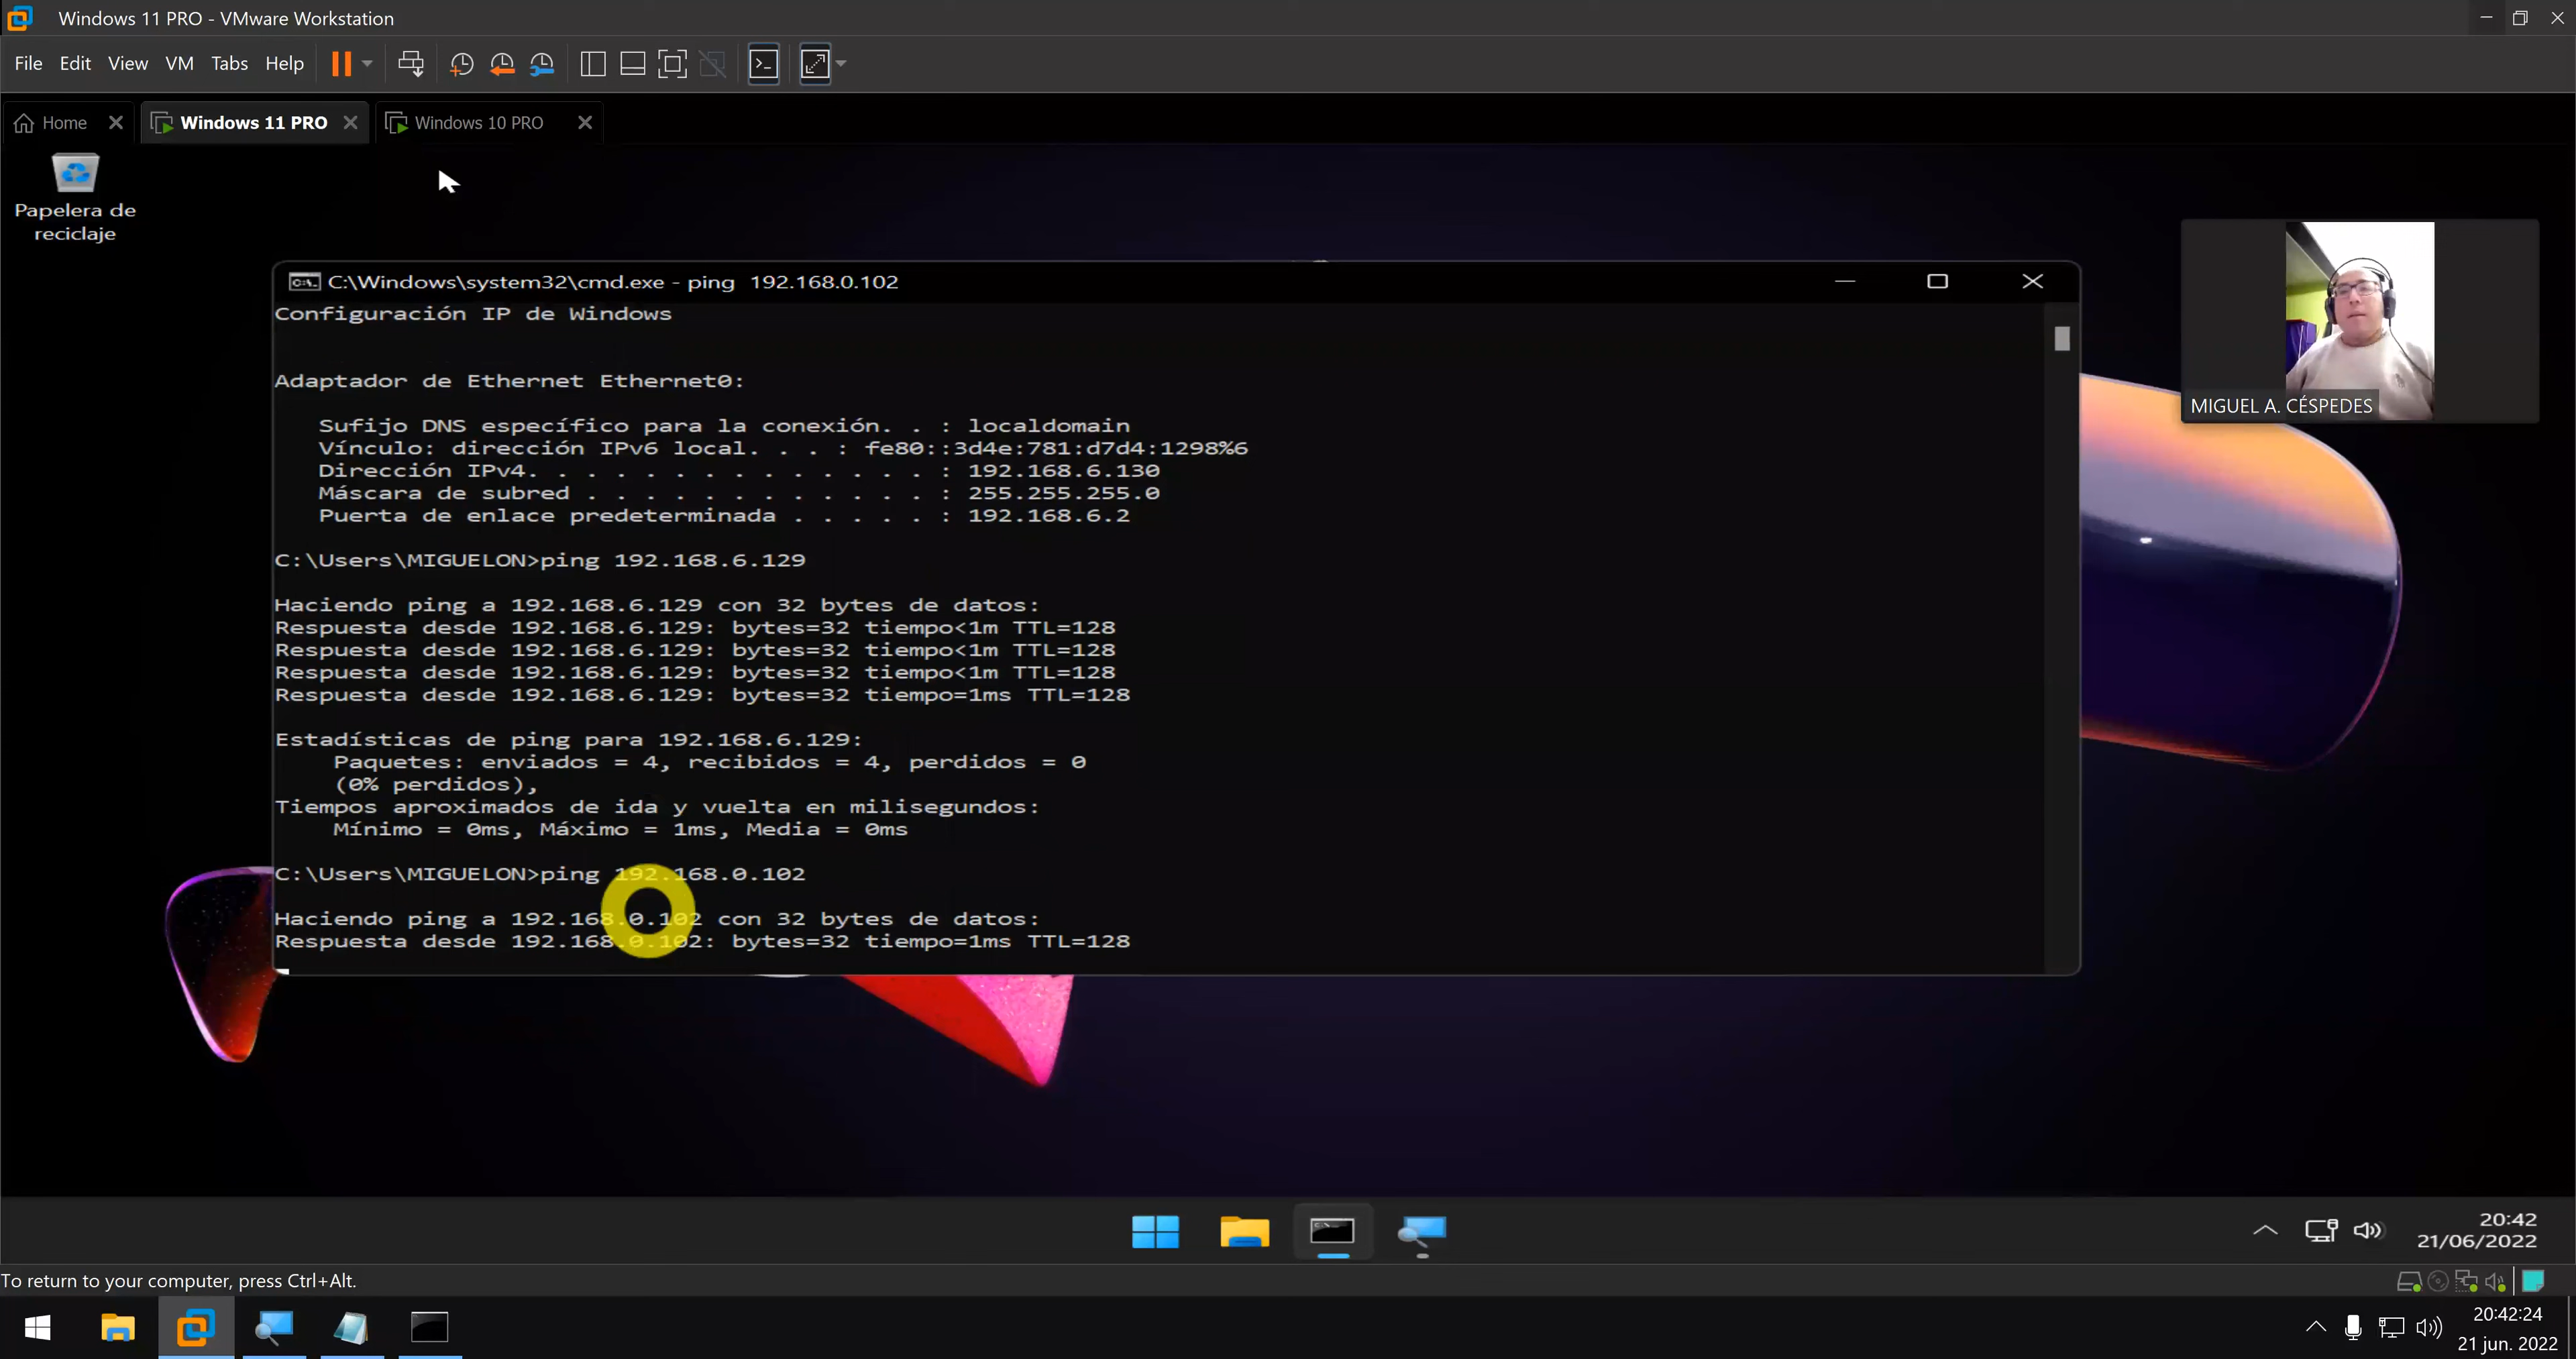 Windows 11 PRO - VMware Workstation
File Edit View VM Tabs Help
Home Windows 11 PRO Windows 10 PRO
Papelera de
reciclaje
C:\Windows\system32\cmd.exe - ping 192.168.0.102
Configuración IP de Windows
Adaptador de Ethernet Ethernet0:
Sufijo DNS específico para la conexión. . : localdomain
Vínculo: dirección IPv6 local. . . : fe80::3d4e:781:d7d4:1298%6
Dirección IPv4. . . . . . . . . . . . . . : 192.168.6.130
Máscara de subred . . . . . . . . . . . . : 255.255.255.0
Puerta de enlace predeterminada . . . . . : 192.168.6.2
C:\Users\MIGUELON>ping 192.168.6.129
Haciendo ping a 192.168.6.129 con 32 bytes de datos:
Respuesta desde 192.168.6.129: bytes=32 tiempo<1m TTL=128
Respuesta desde 192.168.6.129: bytes=32 tiempo<1m TTL=128
Respuesta desde 192.168.6.129: bytes=32 tiempo<1m TTL=128
Respuesta desde 192.168.6.129: bytes=32 tiempo=1ms TTL=128
Estadísticas de ping para 192.168.6.129:
Paquetes: enviados = 4, recibidos = 4, perdidos = 0
(0% perdidos),
Tiempos aproximados de ida y vuelta en milisegundos:
Mínimo = 0ms, Máximo = 1ms, Media = 0ms
C:\Users\MIGUELON>ping 192.168.0.102
Haciendo ping a 192.168.0.102 con 32 bytes de datos:
Respuesta desde 192.168.0.102: bytes=32 tiempo=1ms TTL=128
MIGUEL A. CÉSPEDES
20:42
21/06/2022
To return to your computer, press Ctrl+Alt.
20:42:24
21 jun. 2022